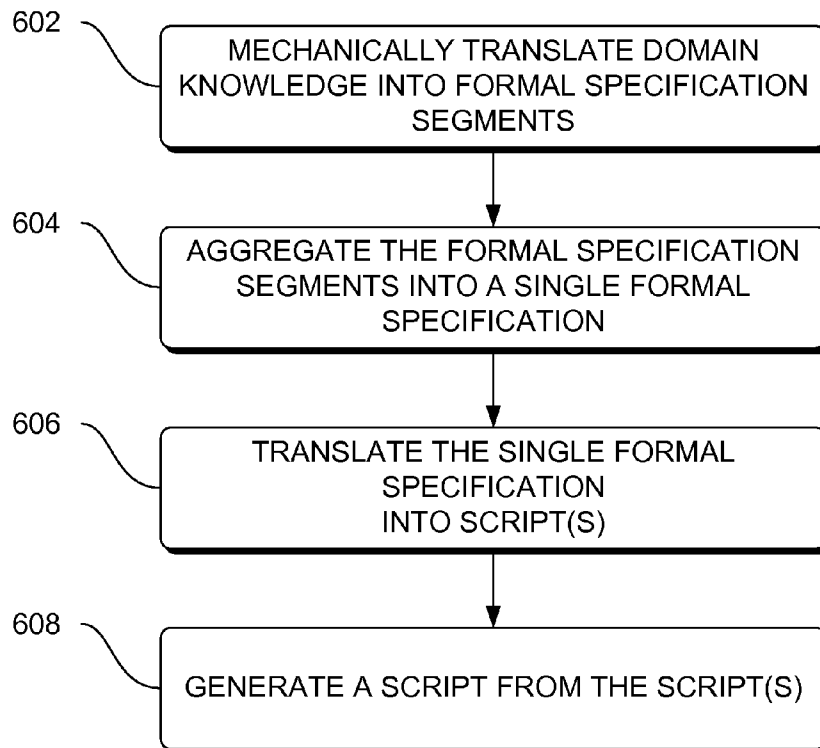 602
MECHANICALLY TRANSLATE DOMAIN
KNOWLEDGE INTO FORMAL SPECIFICATION
SEGMENTS
604
AGGREGATE THE FORMAL SPECIFICATION
SEGMENTS INTO A SINGLE FORMAL
SPECIFICATION
606
TRANSLATE THE SINGLE FORMAL
SPECIFICATION
INTO SCRIPT(S)
608
GENERATE A SCRIPT FROM THE SCRIPT(S)